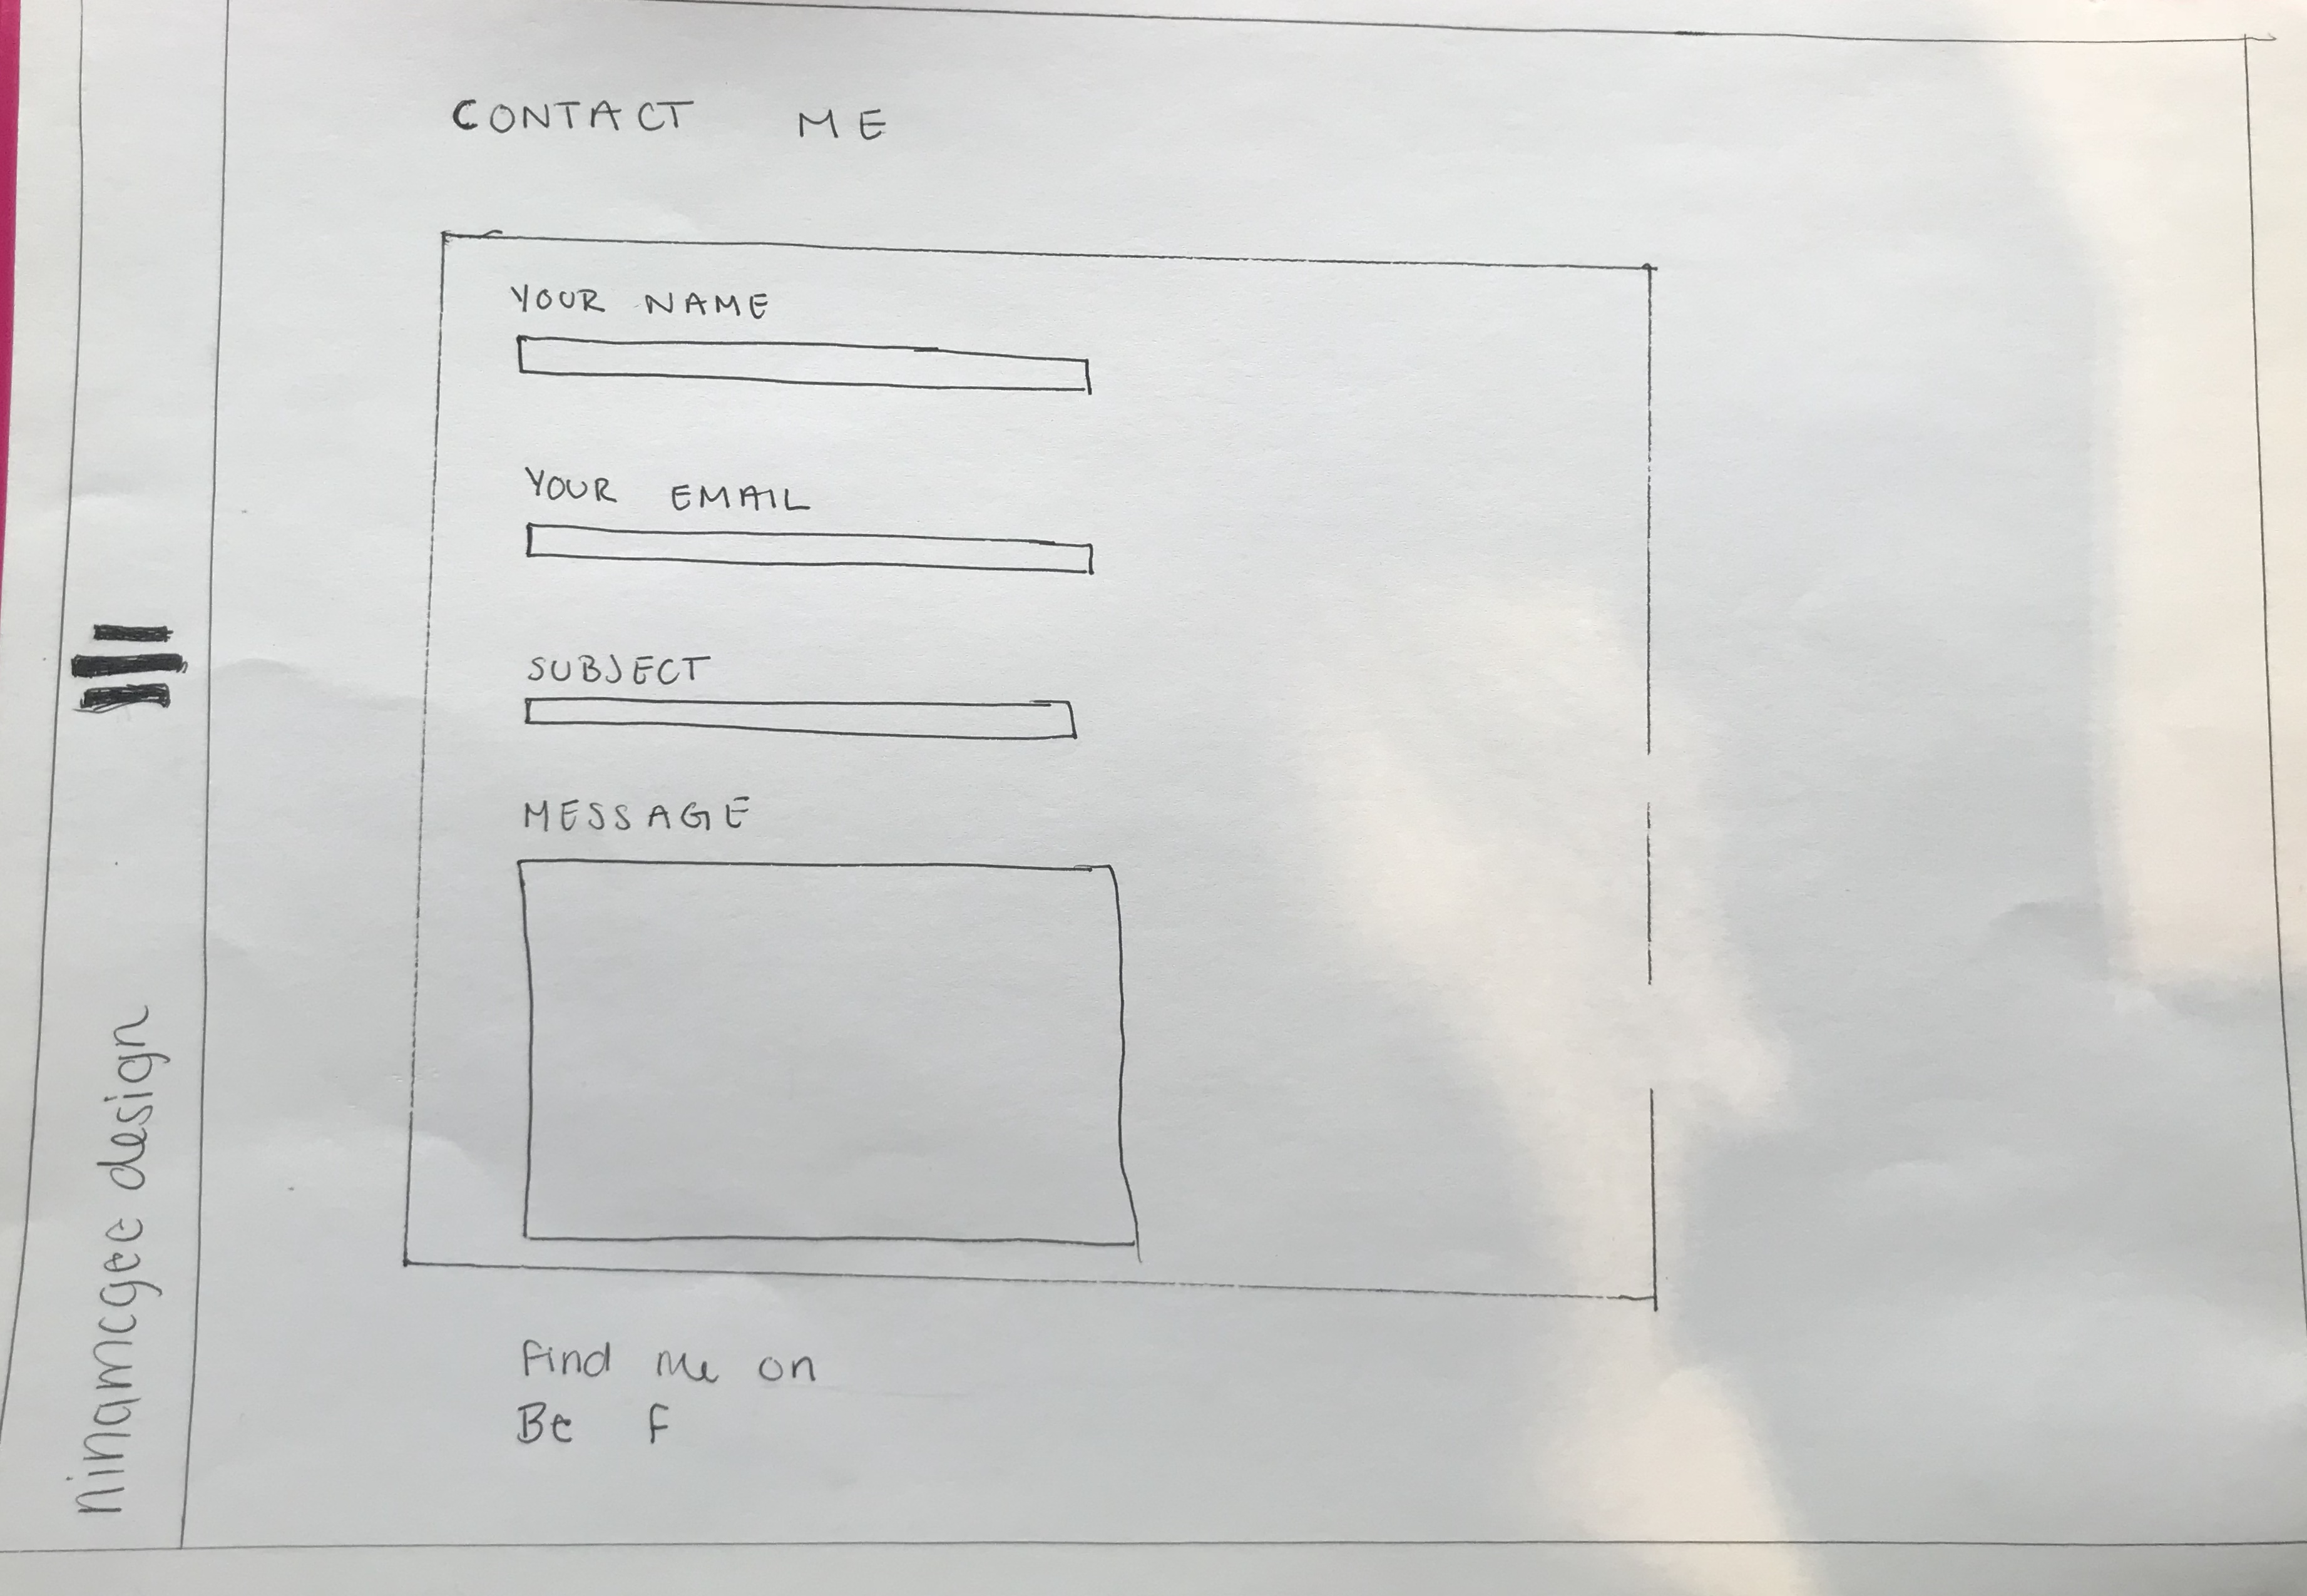 CONTACT ME
YOUR NAME
YOUR EMAIL
SUBJECT
MESSAGE
Find me on
Be F
ninamcgee design